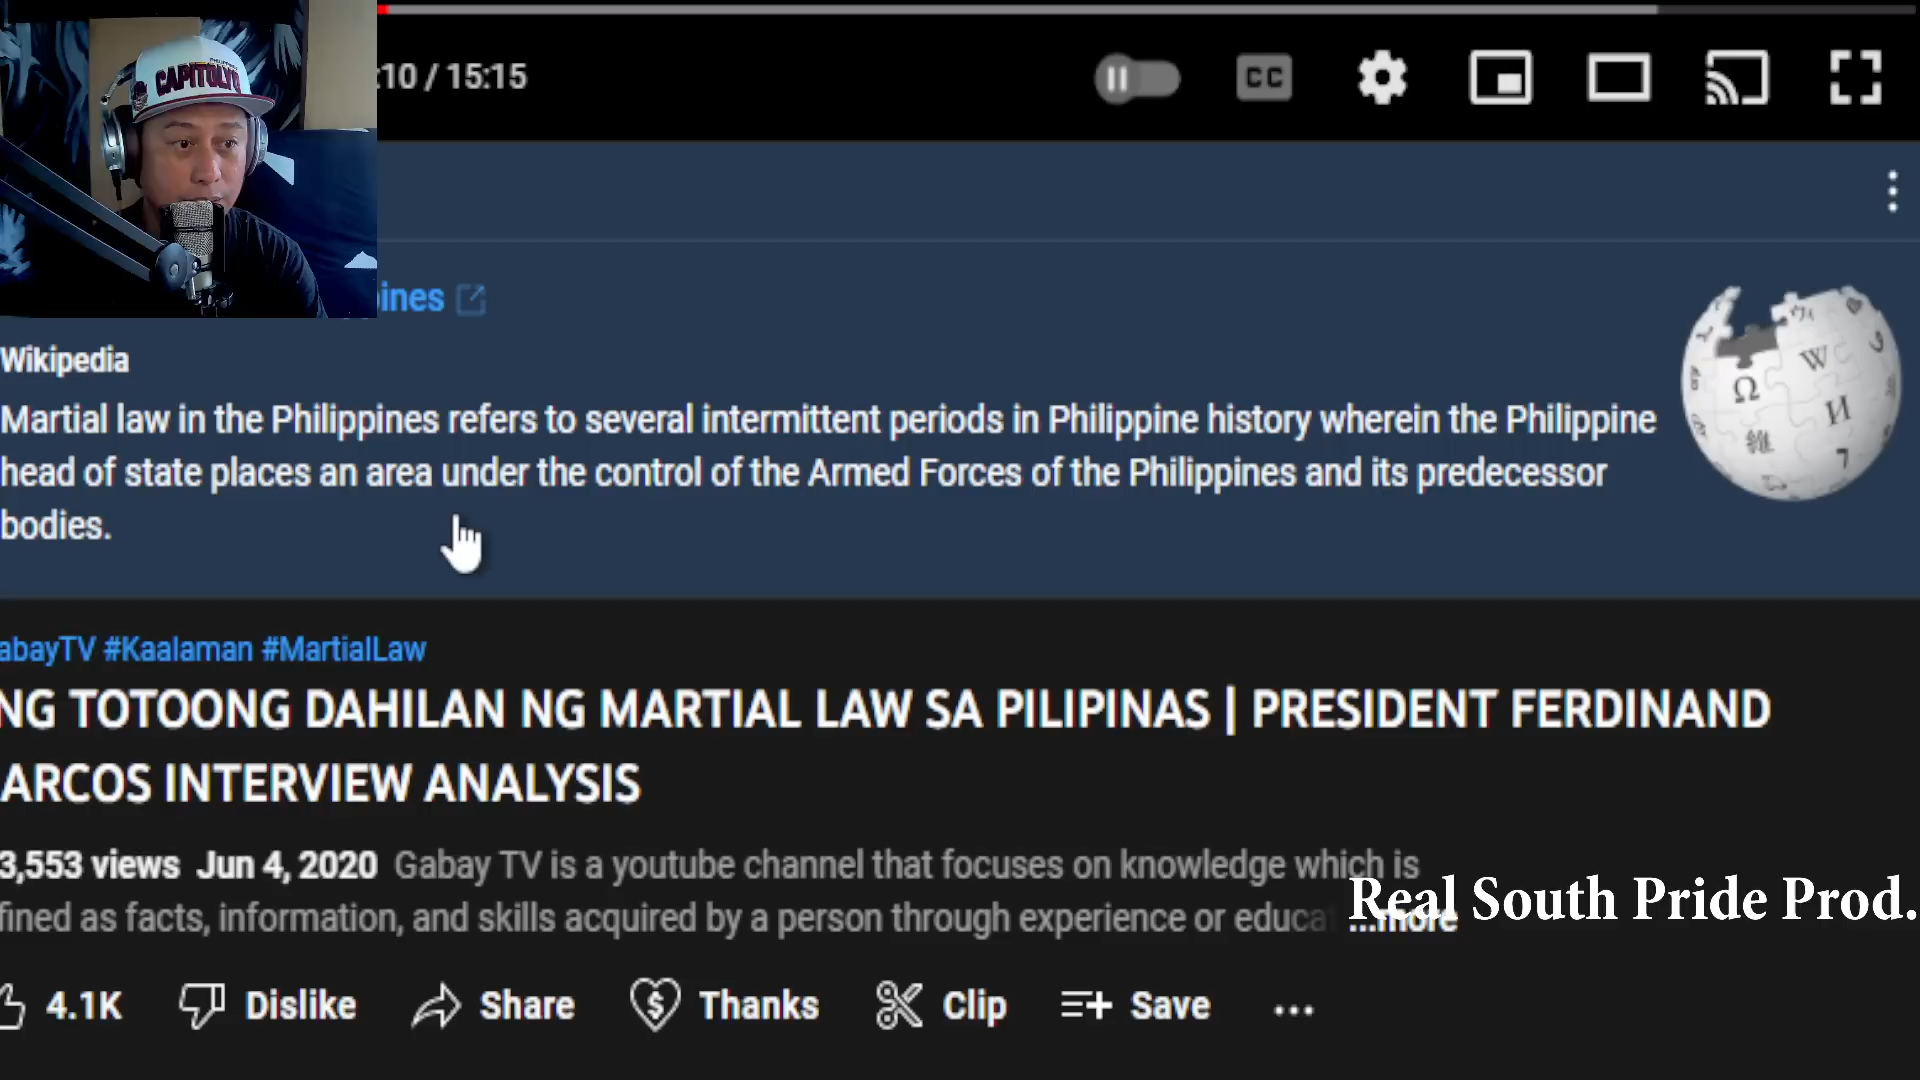 CAPITOLYO
:10 / 15:15
CC
pines
Wikipedia
Martial law in the Philippines refers to several intermittent periods in Philippine history wherein the Philippine
head of state places an area under the control of the Armed Forces of the Philippines and its predecessor
bodies.
abayTV #Kaalaman #MartialLaw
NG TOTOONG DAHILAN NG MARTIAL LAW SA PILIPINAS | PRESIDENT FERDINAND
ARCOS INTERVIEW ANALYSIS
3,553 views Jun 4, 2020 Gabay TV is a youtube channel that focuses on knowledge which is
fined as facts, information, and skills acquired by a person through experience or educa ...more
Real South Pride Prod.
4.1K Dislike Share Thanks Clip Save ...